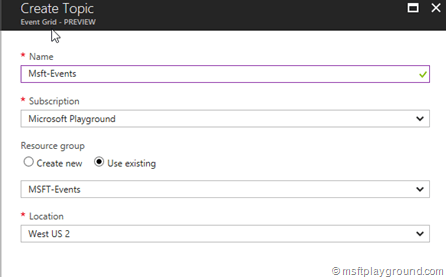 Create Topic
Event Grid - PREVIEW
* Name
Msft-Events
* Subscription
Microsoft Playground
Resource group
Create new Use existing
MSFT-Events
* Location
West US 2
© msftplayground.com